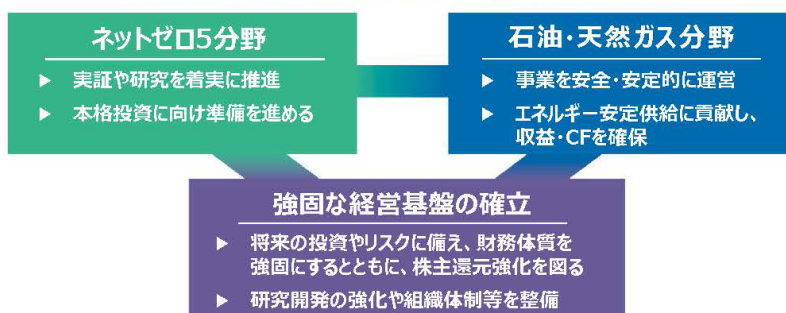 ネットゼロ5分野
▶ 実証や研究を着実に推進
▶ 本格投資に向け準備を進める
石油・天然ガス分野
▶ 事業を安全・安定的に運営
▶ エネルギー安定供給に貢献し、
収益・CFを確保
強固な経営基盤の確立
▶ 将来の投資やリスクに備え、財務体質を
強固にするとともに、株主還元強化を図る
▶ 研究開発の強化や組織体制等を整備